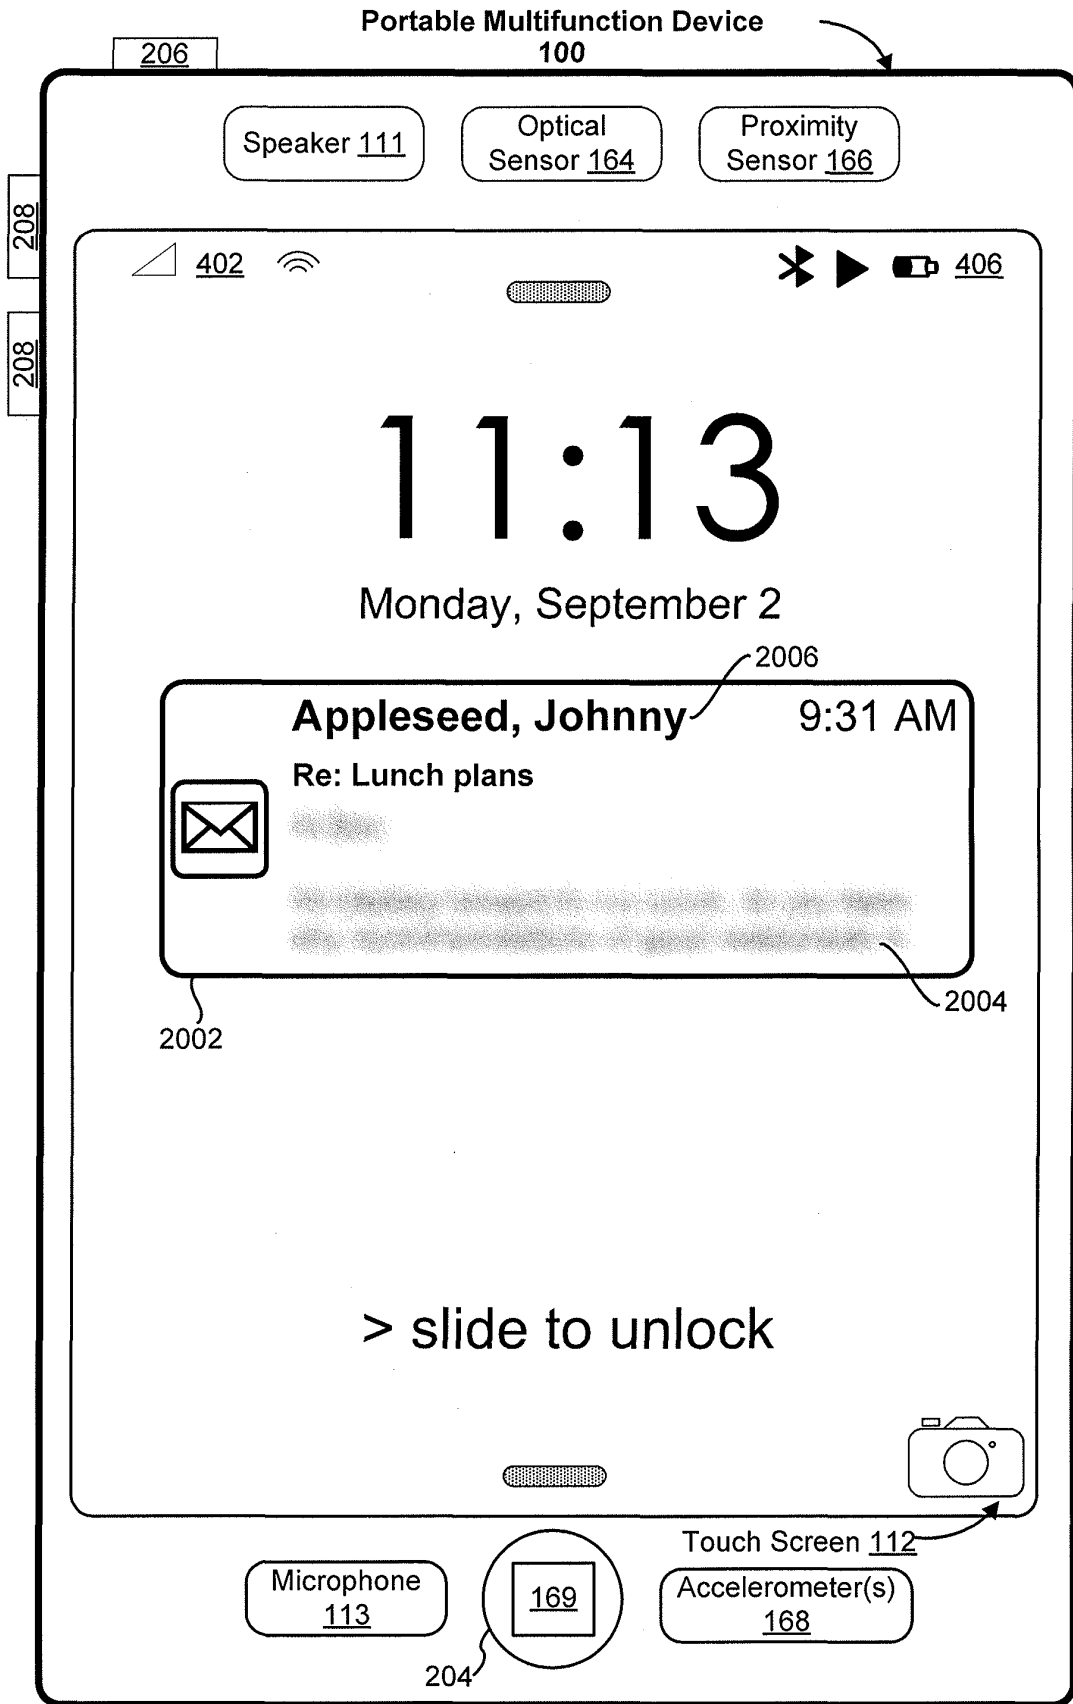 Portable Multifunction Device
100
206
Speaker 111
Optical
Sensor 164
Proximity
Sensor 166
208
208
402
406
11:13
Monday, September 2
2006
Appleseed, Johnny
9:31 AM
Re: Lunch plans
2004
2002
> slide to unlock
Touch Screen 112
Microphone
113
169
Accelerometer(s)
168
204